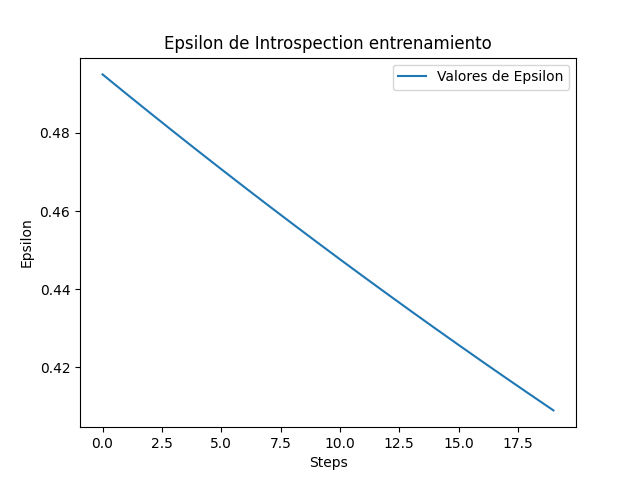 Epsilon de Introspection entrenamiento
Valores de Epsilon
0.48
0.46
0.44
0.42
Epsilon
0.0 2.5 5.0 7.5 10.0 12.5 15.0 17.5
Steps